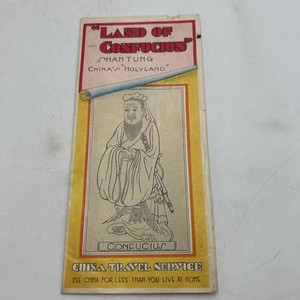 "LAND OF
CONFUCIUS"
SHANTUNG
CHINA'S "HOLYLAND"
CONFUCIUS
CHINA TRAVEL SERVICE
SEE CHINA FOR LESS THAN YOU LIVE AT HOME